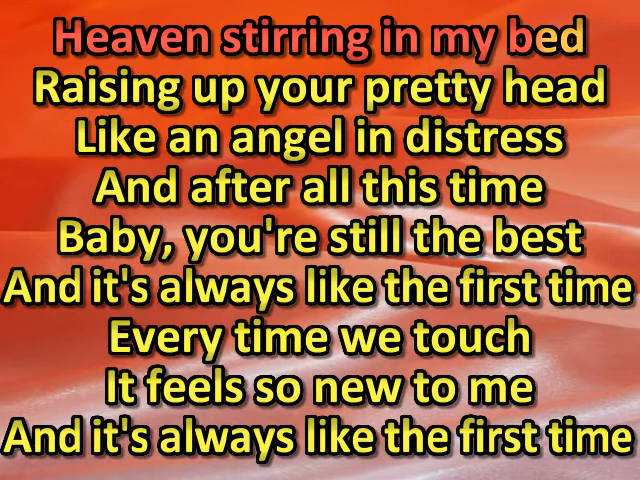 Heaven stirring in my bed
Raising up your pretty head
Like an angel in distress
And after all this time
Baby, you're still the best
And it's always like the first time
Every time we touch
It feels so new to me
And it's always like the first time